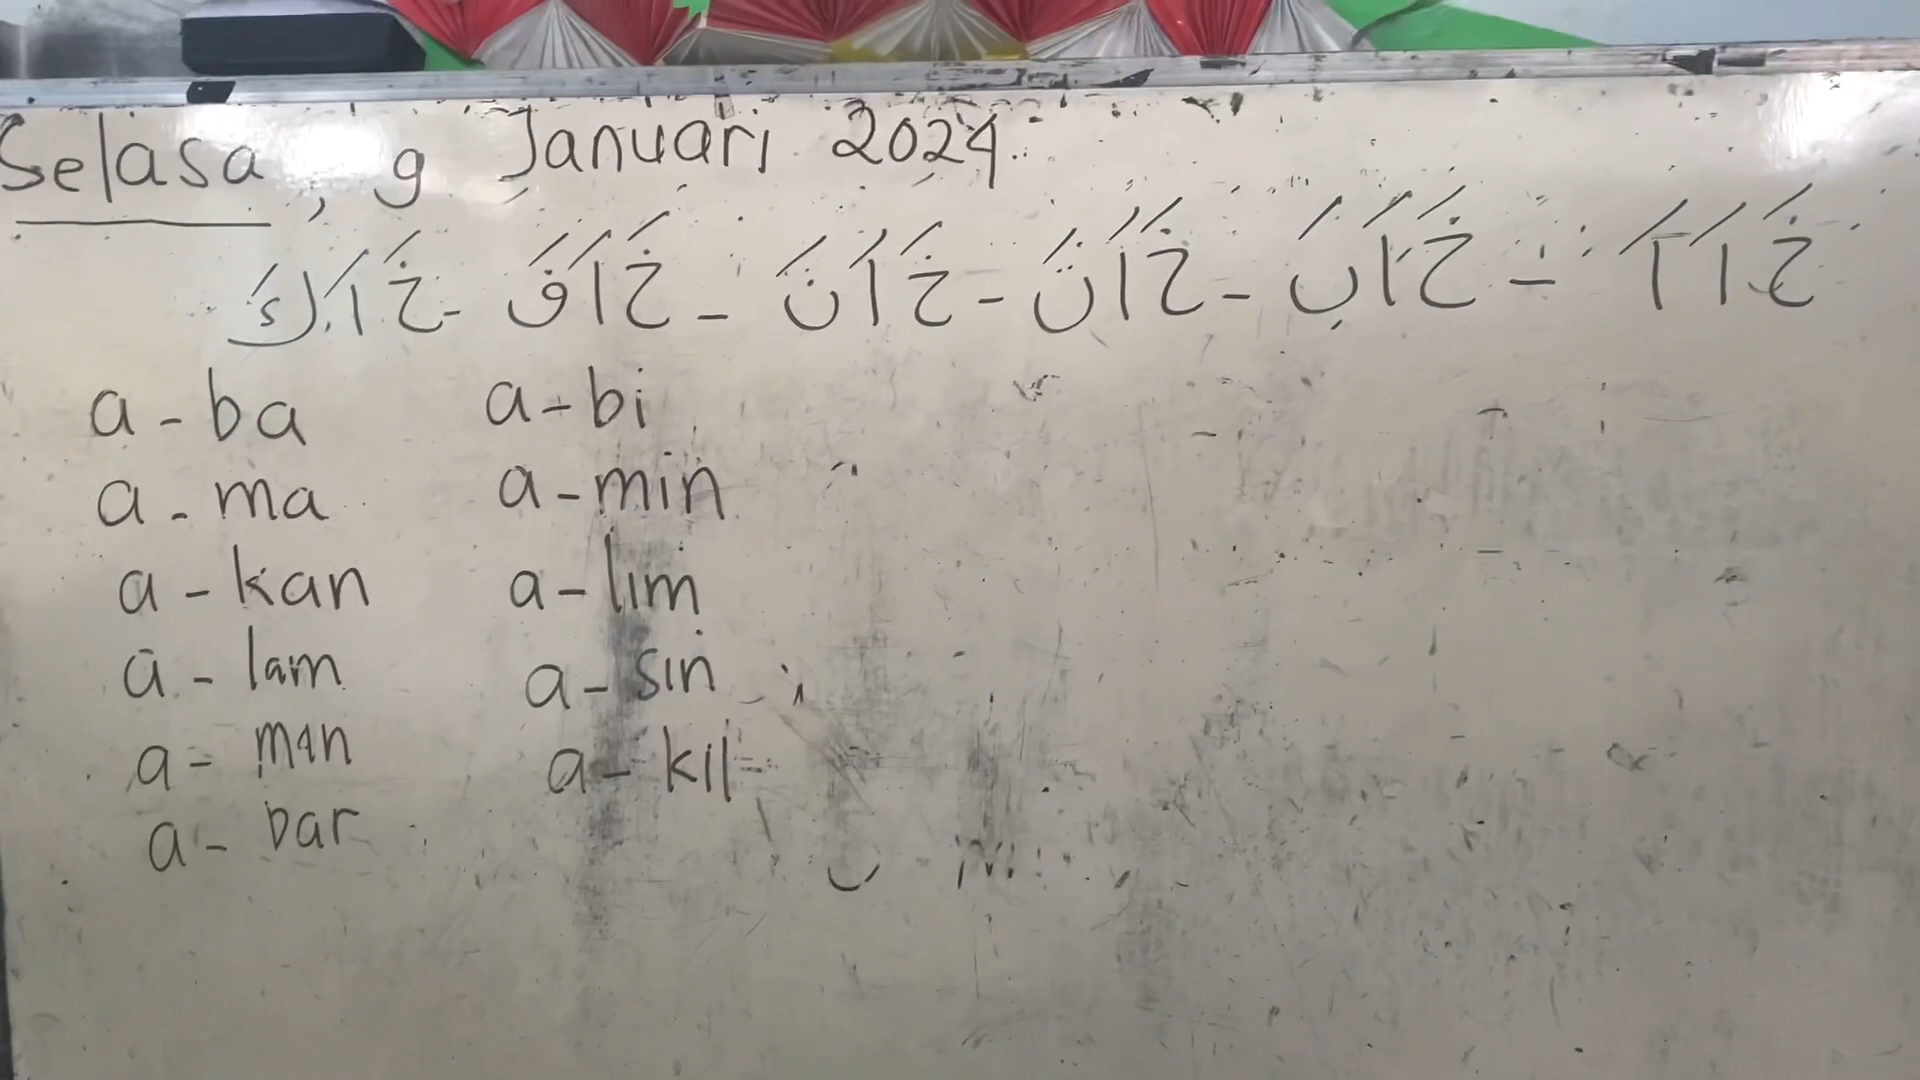 Selasa, 9 Januari 2024
خَ اَ اَ - خَ اَ بَ - خَ اَ تَ - خَ اَ نَ - خَ اَ قَ - خَ اَ كَ
a - ba a - bi
a - ma a - min
a - kan a - lim
a - lam a - sin
a - man a - kil
a - bar